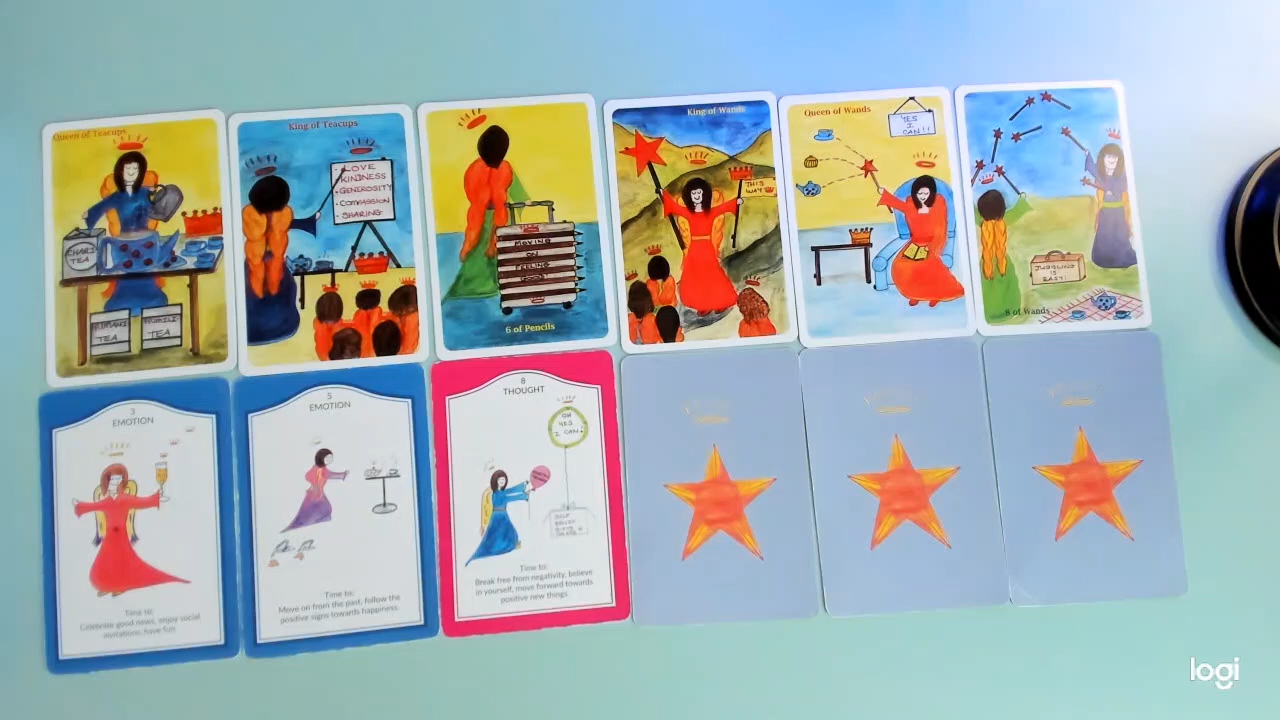 Queen of Teacups
CHARI
TEA
TEA
TEA
King of Teacups
LOVE
KINDNESS
GENEROSITY
COMPASSION
SHARING
MOVING
ON
FEELING
GOOD!
6 of Pencils
King of Wands
THIS
WAY
Queen of Wands
YES
I
CAN!!
JUGGLING
IS
EASY!
8 of Wands
3
EMOTION
Time to:
Celebrate good news, enjoy social
invitations, have fun
5
EMOTION
Time to:
Move on from the past, follow the
positive signs towards happiness.
8
THOUGHT
OH
YES
I CAN!
SELF
BELIEF
Time to:
Break free from negativity, believe
in yourself, move forward towards
positive new things.
logi